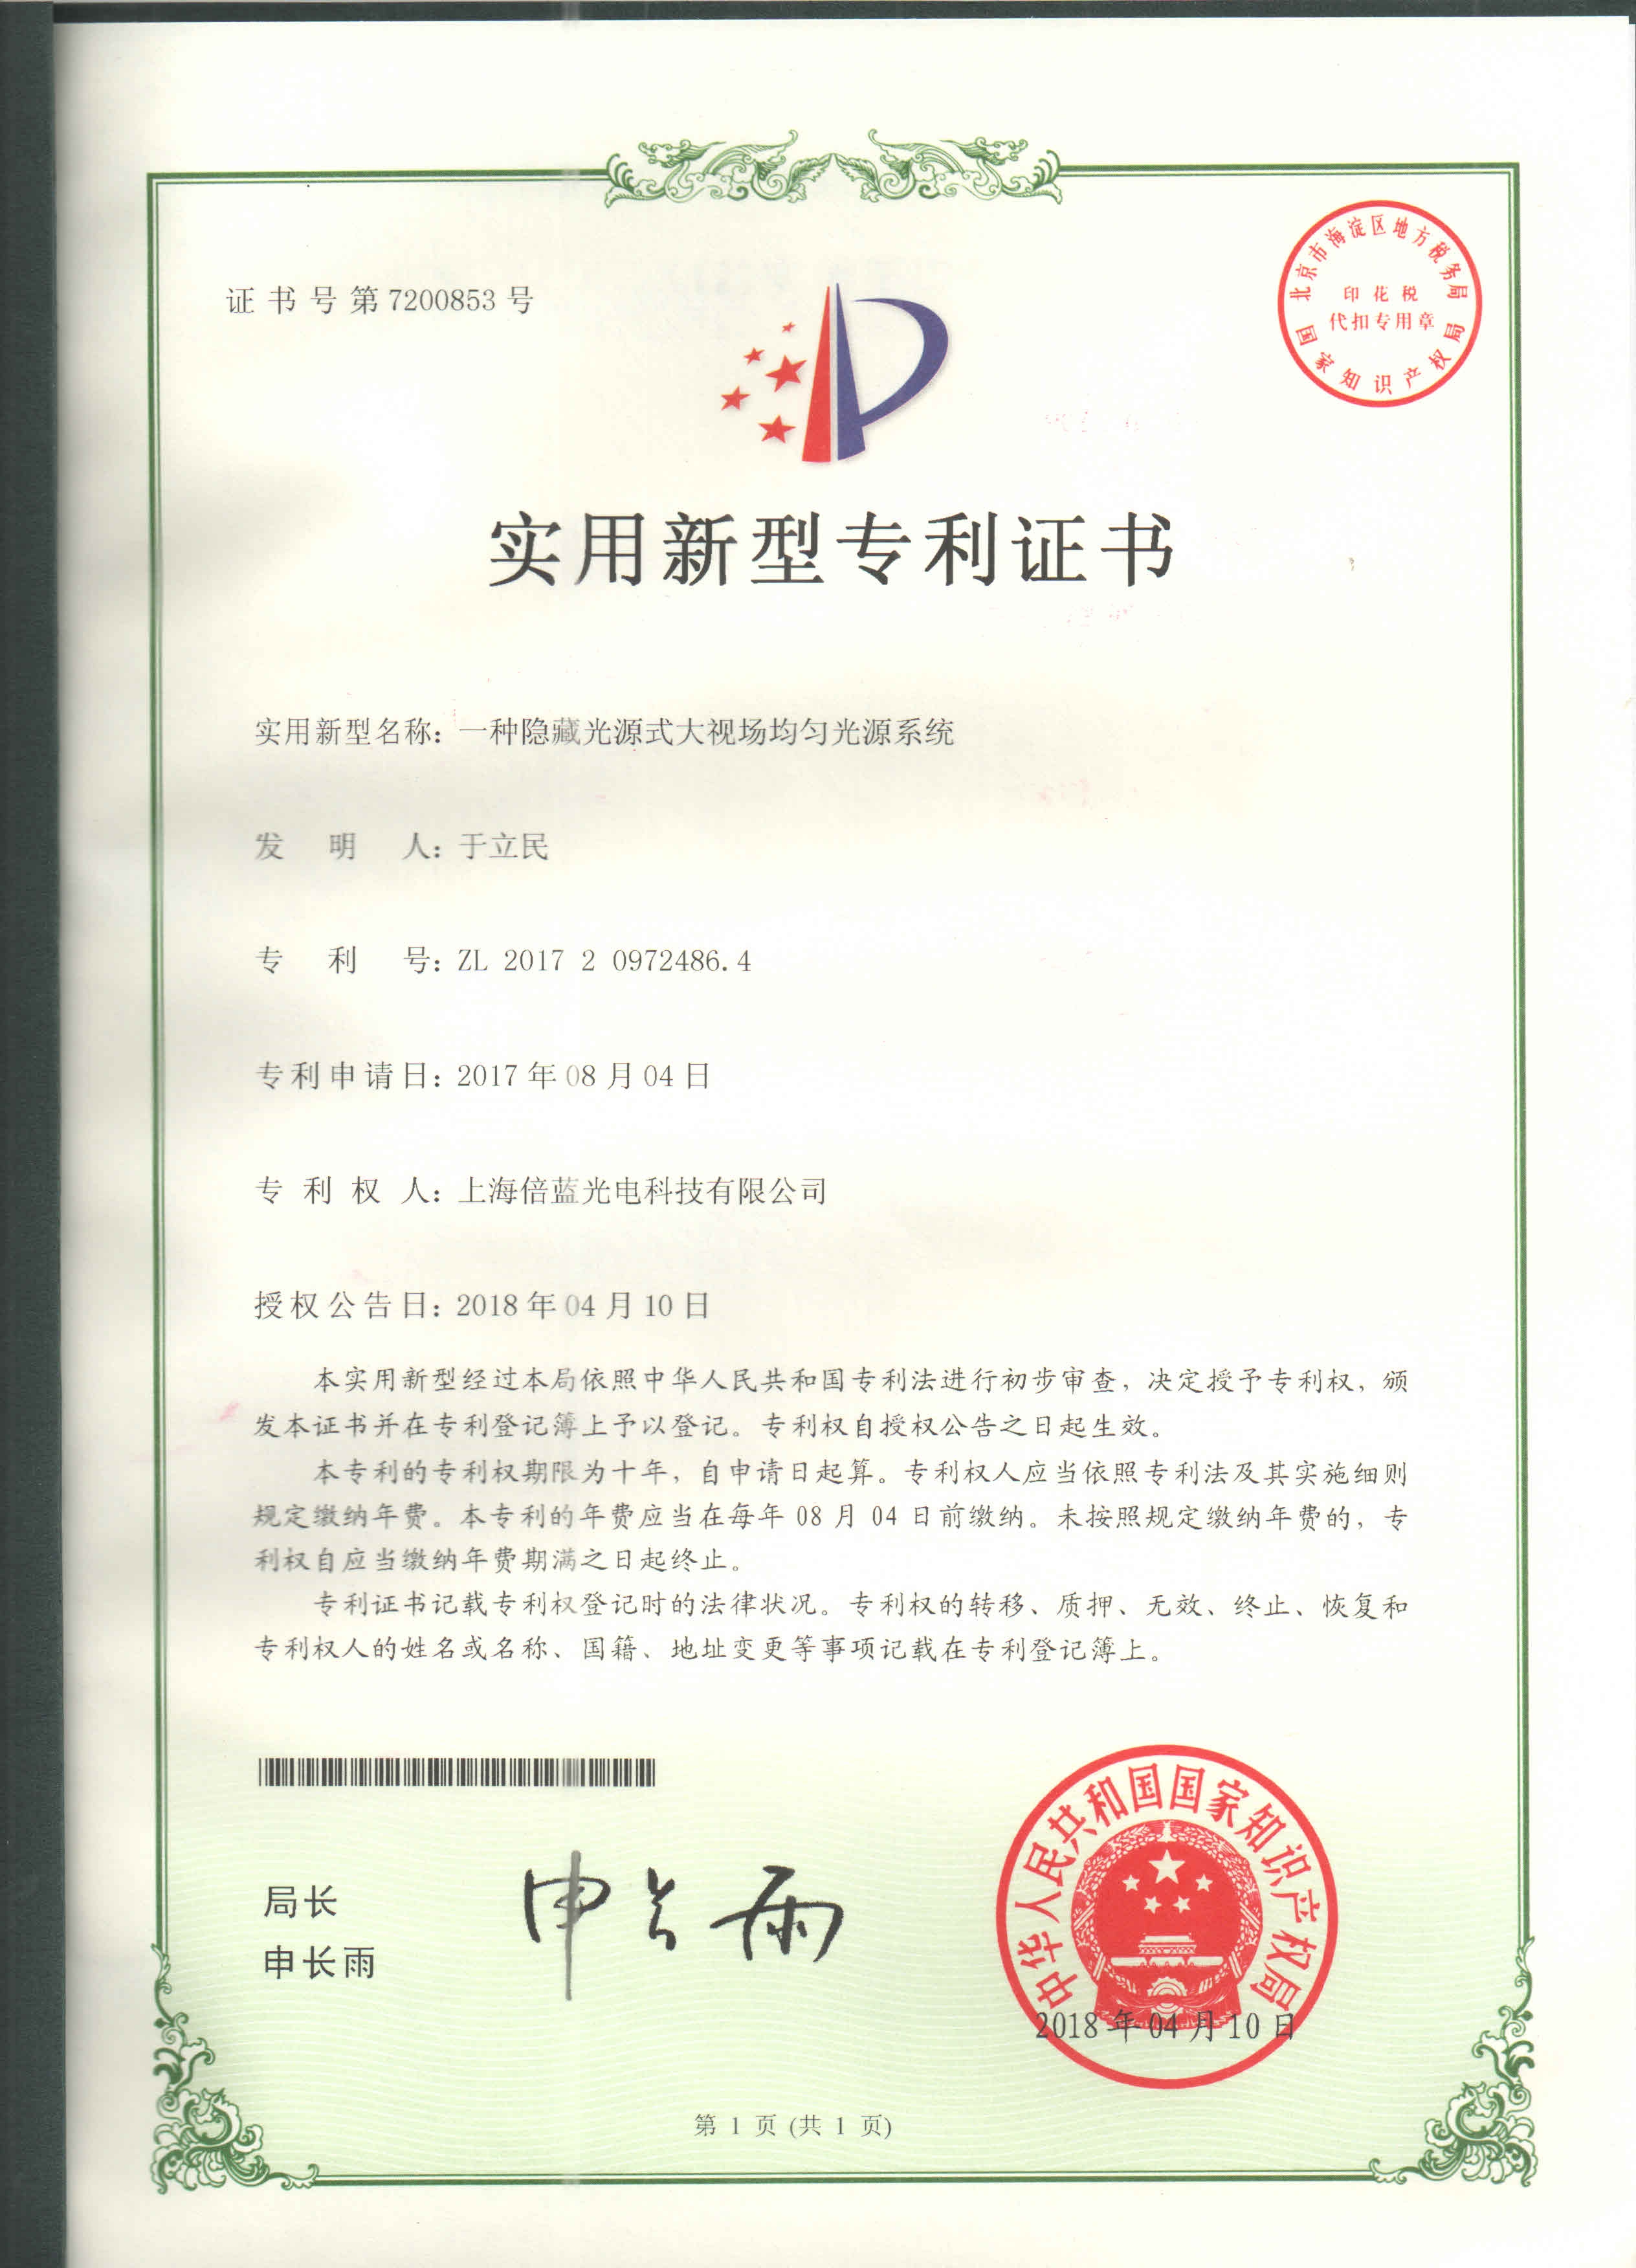 证书号第7200853号
北京市海淀区地方税务局
印花税
代扣专用章
国家知识产权局
实用新型专利证书
实用新型名称：一种隐藏光源式大视场均匀光源系统
发明人：于立民
专利号：ZL 2017 2 0972486.4
专利申请日：2017年08月04日
专利权人：上海倍蓝光电科技有限公司
授权公告日：2018年04月10日
本实用新型经过本局依照中华人民共和国专利法进行初步审查，决定授予专利权，颁
发本证书并在专利登记簿上予以登记。专利权自授权公告之日起生效。
本专利的专利权期限为十年，自申请日起算。专利权人应当依照专利法及其实施细则
规定缴纳年费。本专利的年费应当在每年08月04日前缴纳。未按照规定缴纳年费的，专
利权自应当缴纳年费期满之日起终止。
专利证书记载专利权登记时的法律状况。专利权的转移、质押、无效、终止、恢复和
专利权人的姓名或名称、国籍、地址变更等事项记载在专利登记簿上。
局长
申长雨
申长雨
中华人民共和国国家知识产权局
2018年04月10日
第1页(共1页)